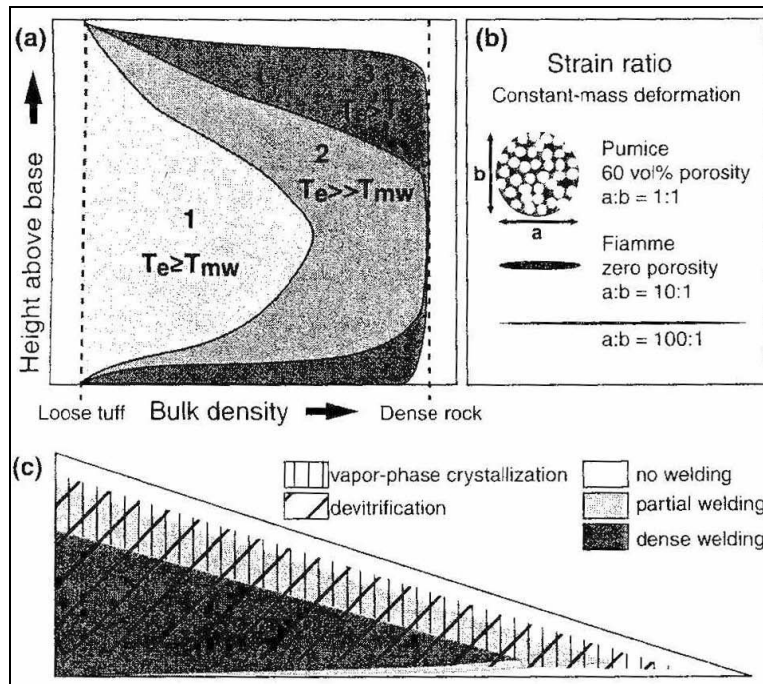 (a)
3
2
Te>>Tmw
1
Te≥Tmw
Height above base
Loose tuff Bulk density Dense rock
(b)
Strain ratio
Constant-mass deformation
b
a
Pumice
60 vol% porosity
a:b = 1:1
Fiamme
zero porosity
a:b = 10:1
a:b = 100:1
(c)
vapor-phase crystallization
devitrification
no welding
partial welding
dense welding